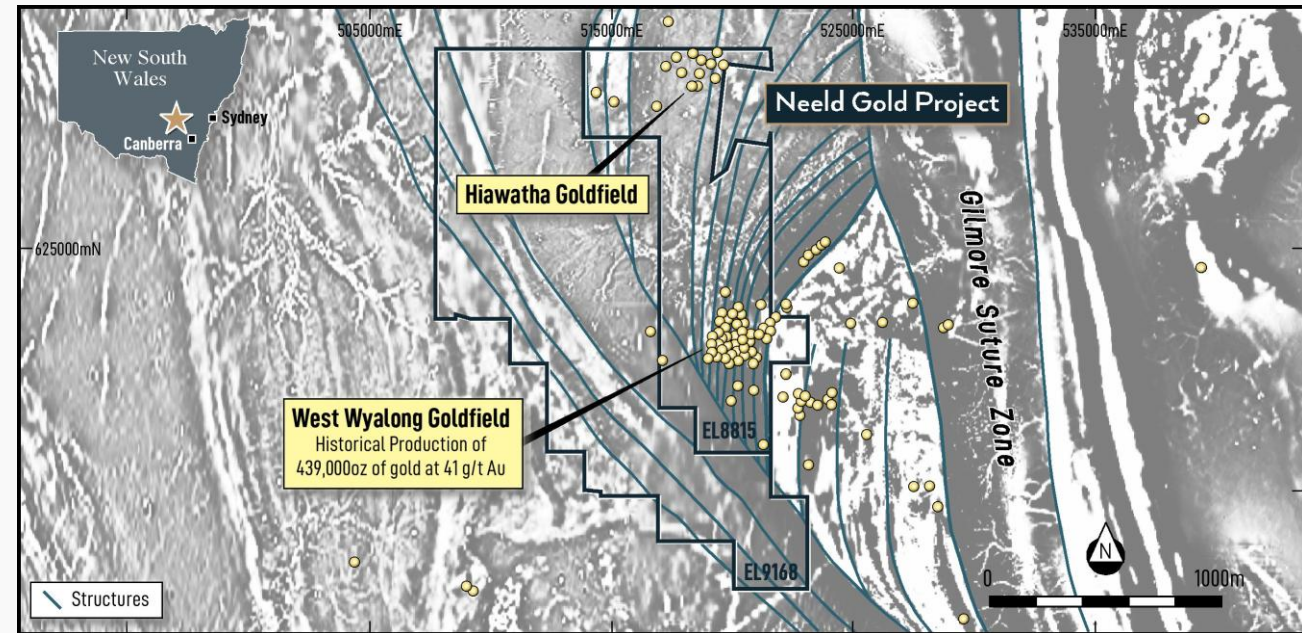 505000mE
515000mE
525000mE
535000mE
New South
Wales
Sydney
Canberra
Neeld Gold Project
Hiawatha Goldfield
625000mN
Gilmore Suture Zone
West Wyalong Goldfield
Historical Production of
439,000oz of gold at 41 g/t Au
EL8815
EL9168
N
0
1000m
Structures